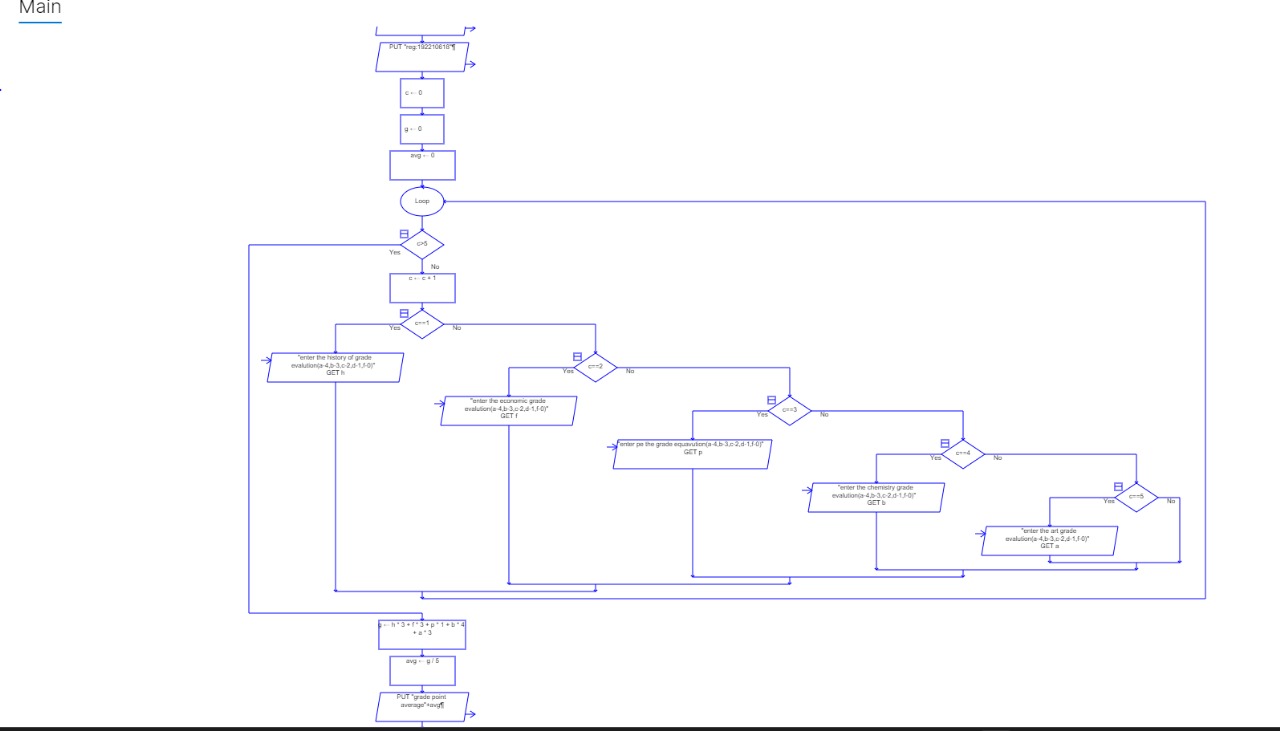 Main
PUT "reg:192210618"¶
c ← 0
g ← 0
avg ← 0
Loop
c>5
Yes
No
c ← c + 1
c==1
Yes
No
"enter the history of grade
evalution(a-4,b-3,c-2,d-1,f-0)"
GET h
c==2
Yes
No
"enter the economic grade
evalution(a-4,b-3,c-2,d-1,f-0)"
GET f
c==3
Yes
No
"enter pe the grade equavution(a-4,b-3,c-2,d-1,f-0)"
GET p
c==4
Yes
No
"enter the chemistry grade
evalution(a-4,b-3,c-2,d-1,f-0)"
GET b
c==5
Yes
No
"enter the art grade
evalution(a-4,b-3,c-2,d-1,f-0)"
GET a
g ← h * 3 + f * 3 + p * 1 + b * 4
+ a * 3
avg ← g / 5
PUT "grade point
average"+avg¶